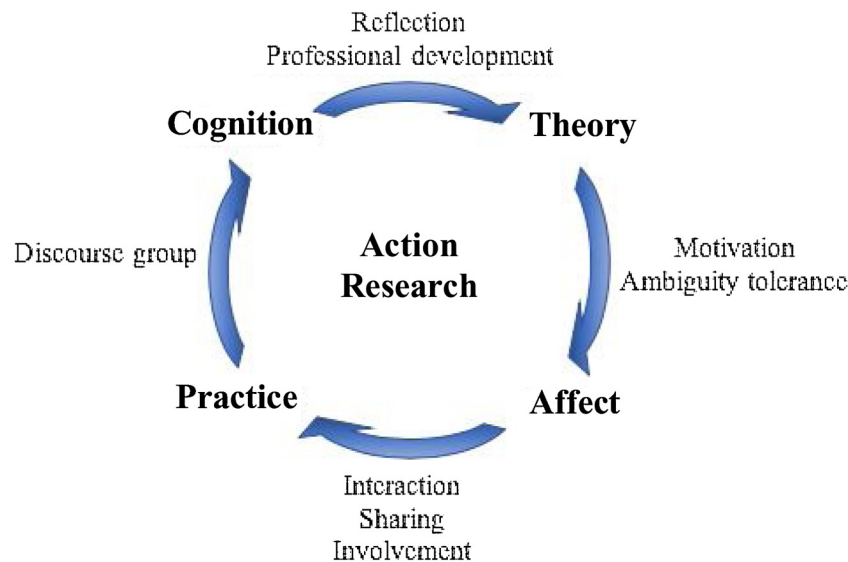 Reflection
Professional development
Cognition
Theory
Discourse group
Action
Research
Motivation
Ambiguity tolerance
Practice
Affect
Interaction
Sharing
Involvement